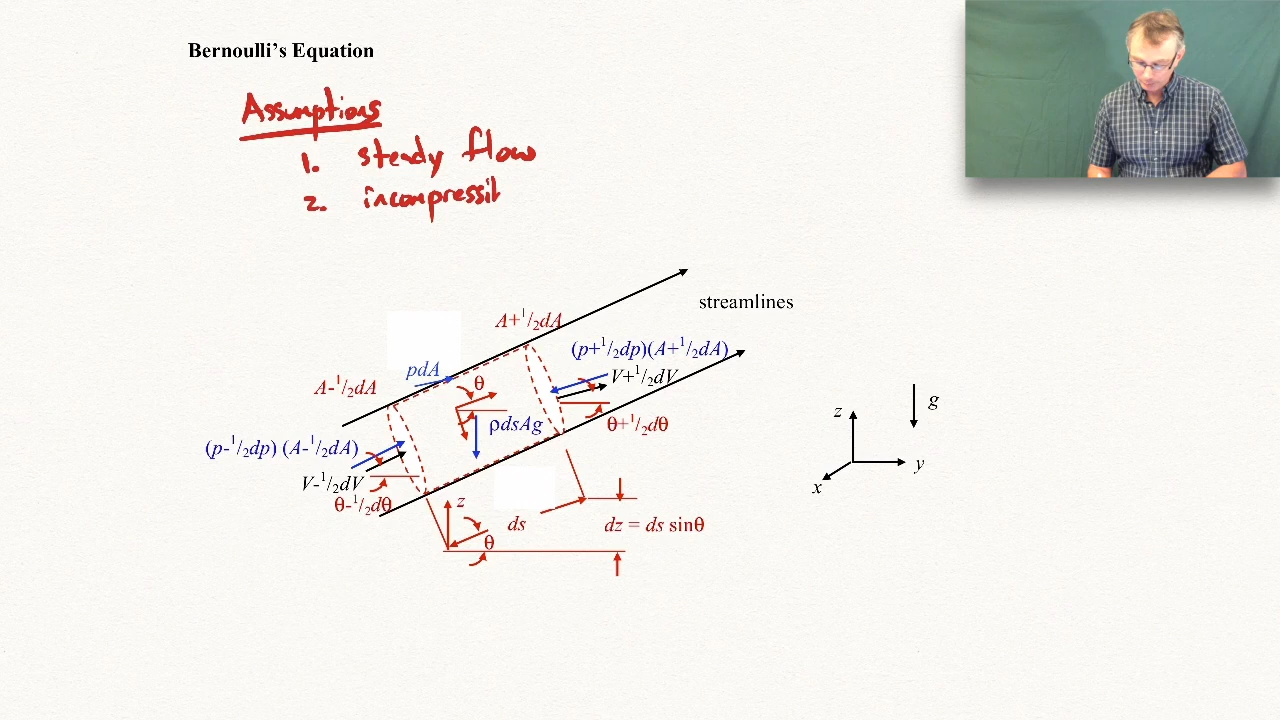 Bernoulli's Equation
Assumptions
1. steady flow
2. incompressib
streamlines
A+¹/₂dA
(p+¹/₂dp)(A+¹/₂dA)
pdA
θ
V+¹/₂dV
A-¹/₂dA
θ+¹/₂dθ
ρdsAg
(p-¹/₂dp) (A-¹/₂dA)
V-¹/₂dV
θ-¹/₂dθ
z
ds
dz = ds sinθ
θ
g
z
y
x